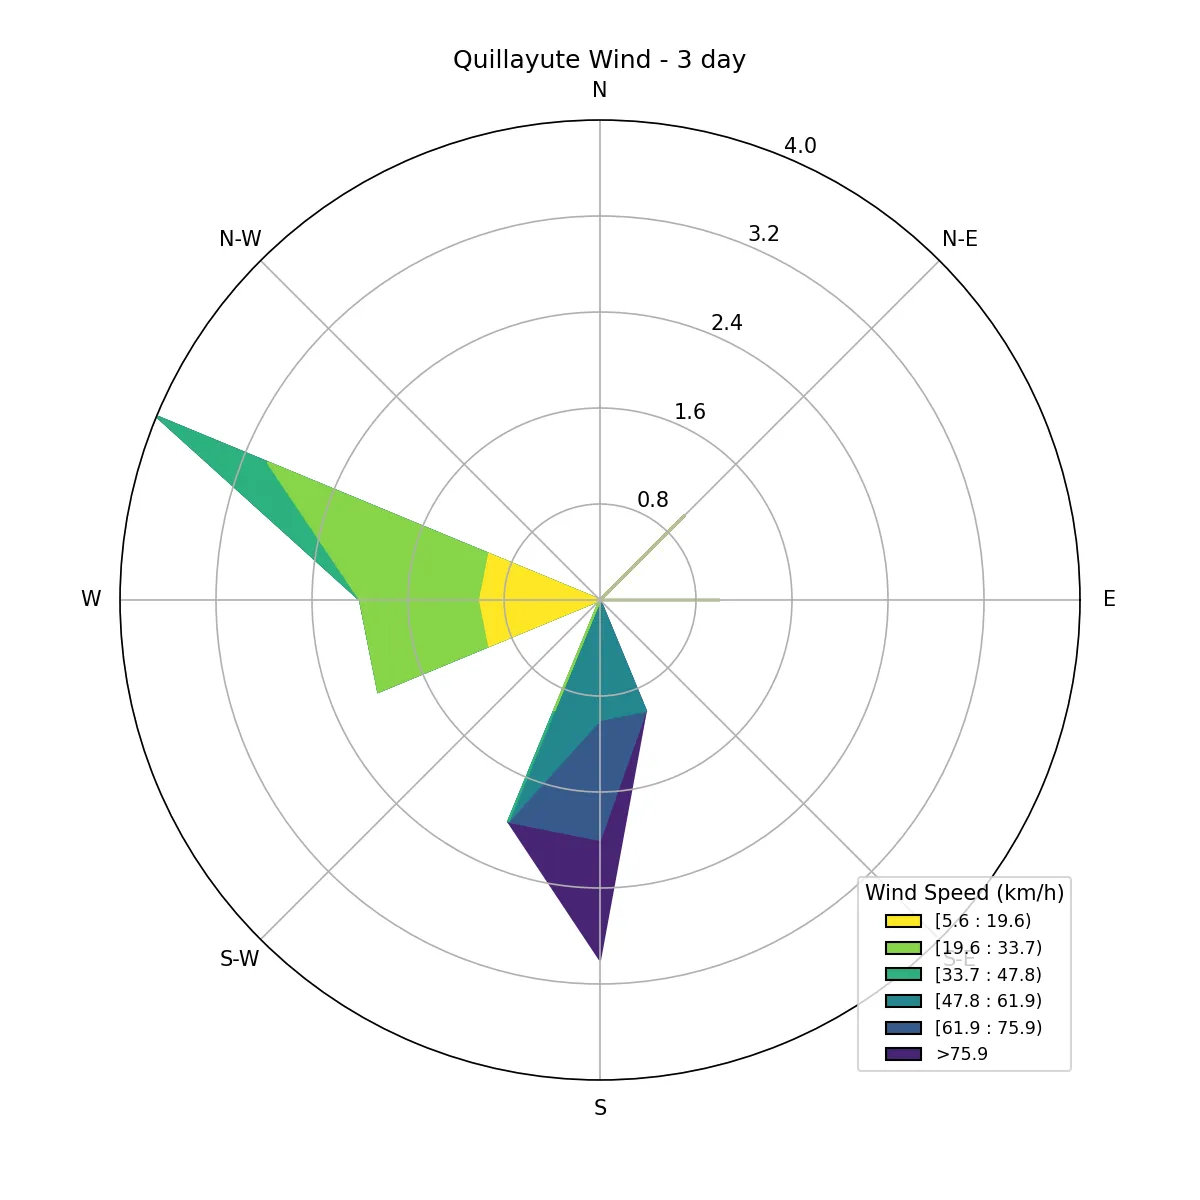 Quillayute Wind - 3 day
N
4.0
N-W
3.2
N-E
2.4
1.6
0.8
W
E
Wind Speed (km/h)
[5.6 : 19.6)
[19.6 : 33.7)
S-W
S-E
[33.7 : 47.8)
[47.8 : 61.9)
[61.9 : 75.9)
>75.9
S